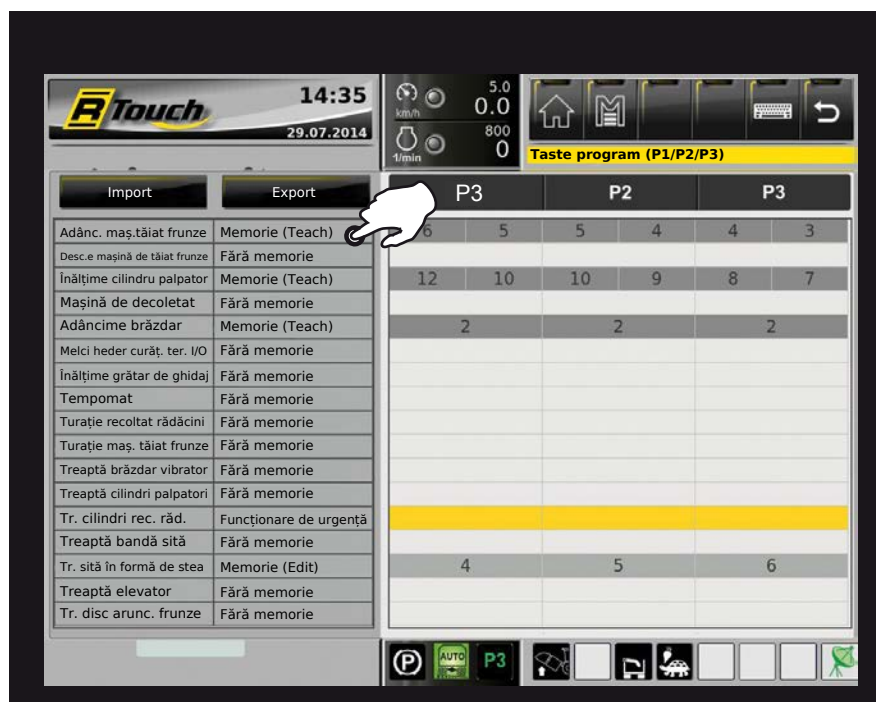 R Touch
14:35
29.07.2014
km/h
5.0
0.0
1/min
800
0
Taste program (P1/P2/P3)
Import Export
P3 P2 P3
Adânc. maș.tăiat frunze Memorie (Teach) 6 5 5 4 4 3
Desc.e mașină de tăiat frunze Fără memorie
Înălțime cilindru palpator Memorie (Teach) 12 10 10 9 8 7
Mașină de decoletat Fără memorie
Adâncime brăzdar Memorie (Teach) 2 2 2
Melci heder curăț. ter. I/O Fără memorie
Înălțime grătar de ghidaj Fără memorie
Tempomat Fără memorie
Turație recoltat rădăcini Fără memorie
Turație maș. tăiat frunze Fără memorie
Treaptă brăzdar vibrator Fără memorie
Treaptă cilindri palpatori Fără memorie
Tr. cilindri rec. răd. Funcționare de urgență
Treaptă bandă sită Fără memorie
Tr. sită în formă de stea Memorie (Edit) 4 5 6
Treaptă elevator Fără memorie
Tr. disc arunc. frunze Fără memorie
P AUTO P3